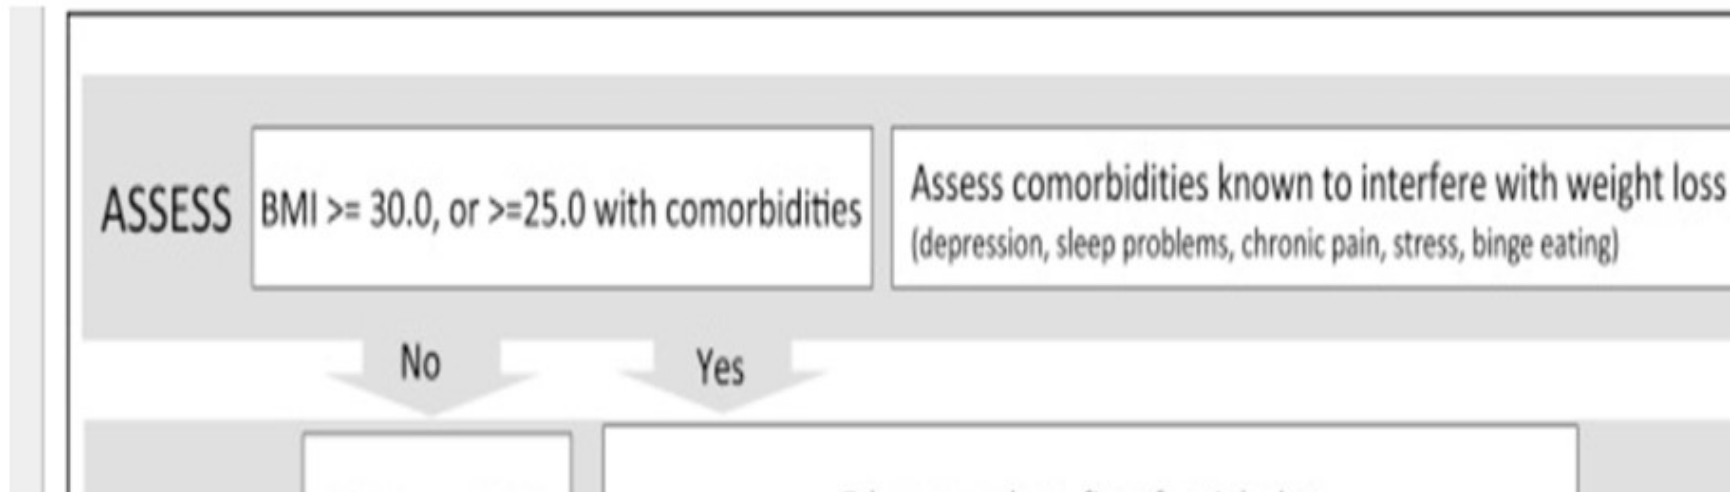 ASSESS
BMI >= 30.0, or >=25.0 with comorbidities
Assess comorbidities known to interfere with weight loss
(depression, sleep problems, chronic pain, stress, binge eating)
No
Yes